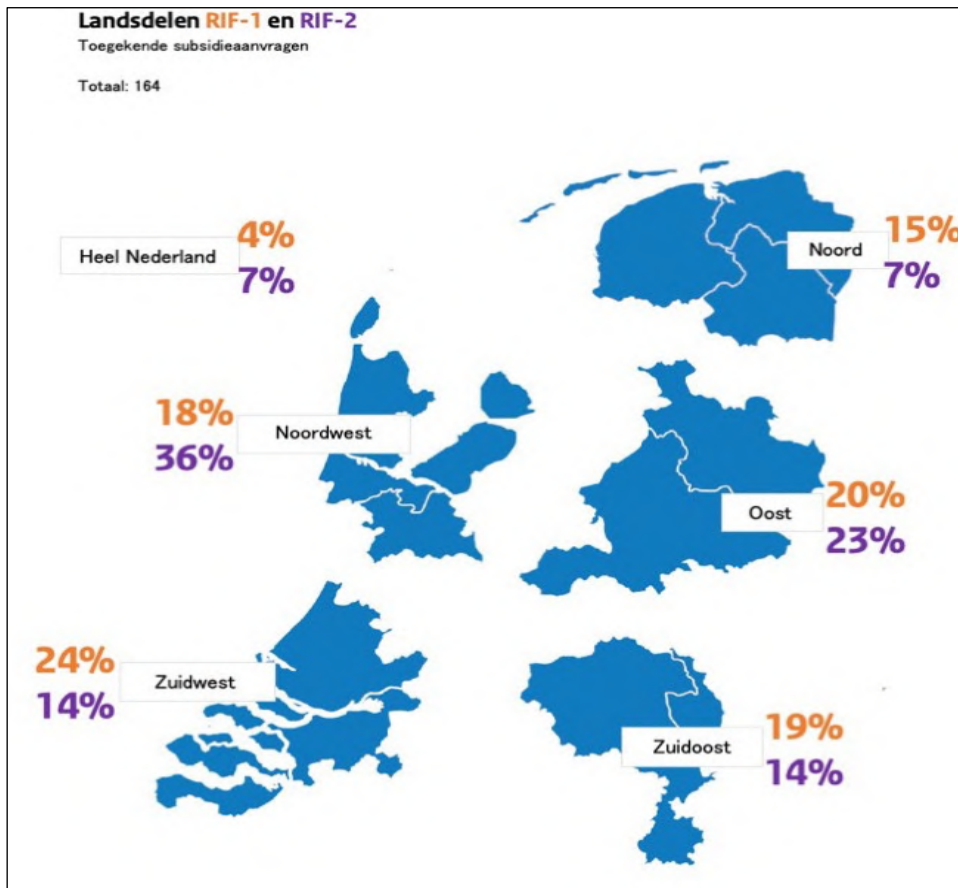 Landsdelen RIF-1 en RIF-2
Toegekende subsidieaanvragen
Totaal: 164
Heel Nederland
4%
7%
Noord
15%
7%
18%
36%
Noordwest
Oost
20%
23%
24%
14%
Zuidwest
Zuidoost
19%
14%